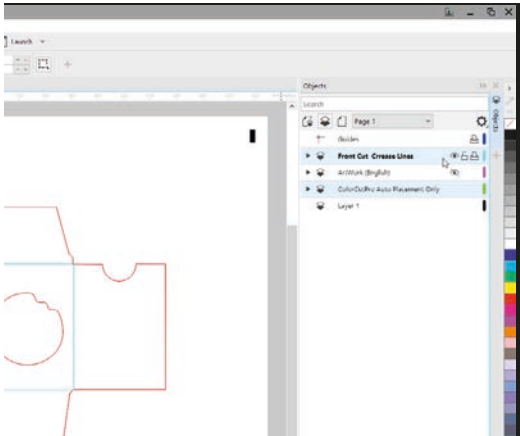 Launch
Objects
Search
Page 1
Guides
Front Cut Crease Lines
ArtWork (English)
ColorCutPro Auto Placement Only
Layer 1
Objects